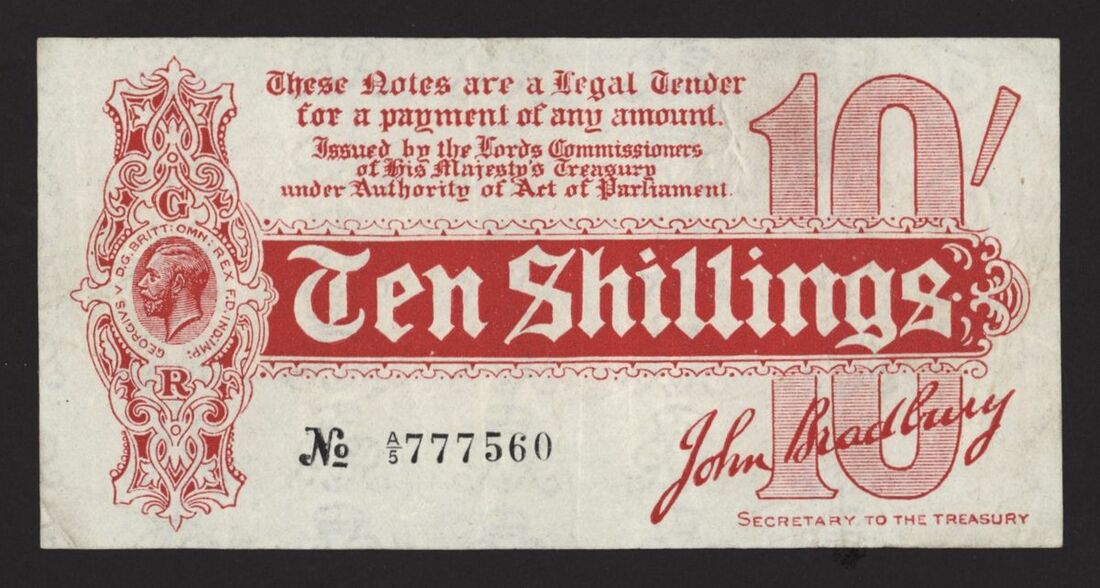 These Notes are a Legal Tender
for a payment of any amount.
Issued by the Lords Commissioners
of His Majesty's Treasury
under Authority of Act of Parliament.
10/
G
GEORGIVS V D.G. BRITT: OMN: REX F.D. IND: IMP:
R
Ten Shillings.
10
No A/5 777560
John Bradbury
SECRETARY TO THE TREASURY